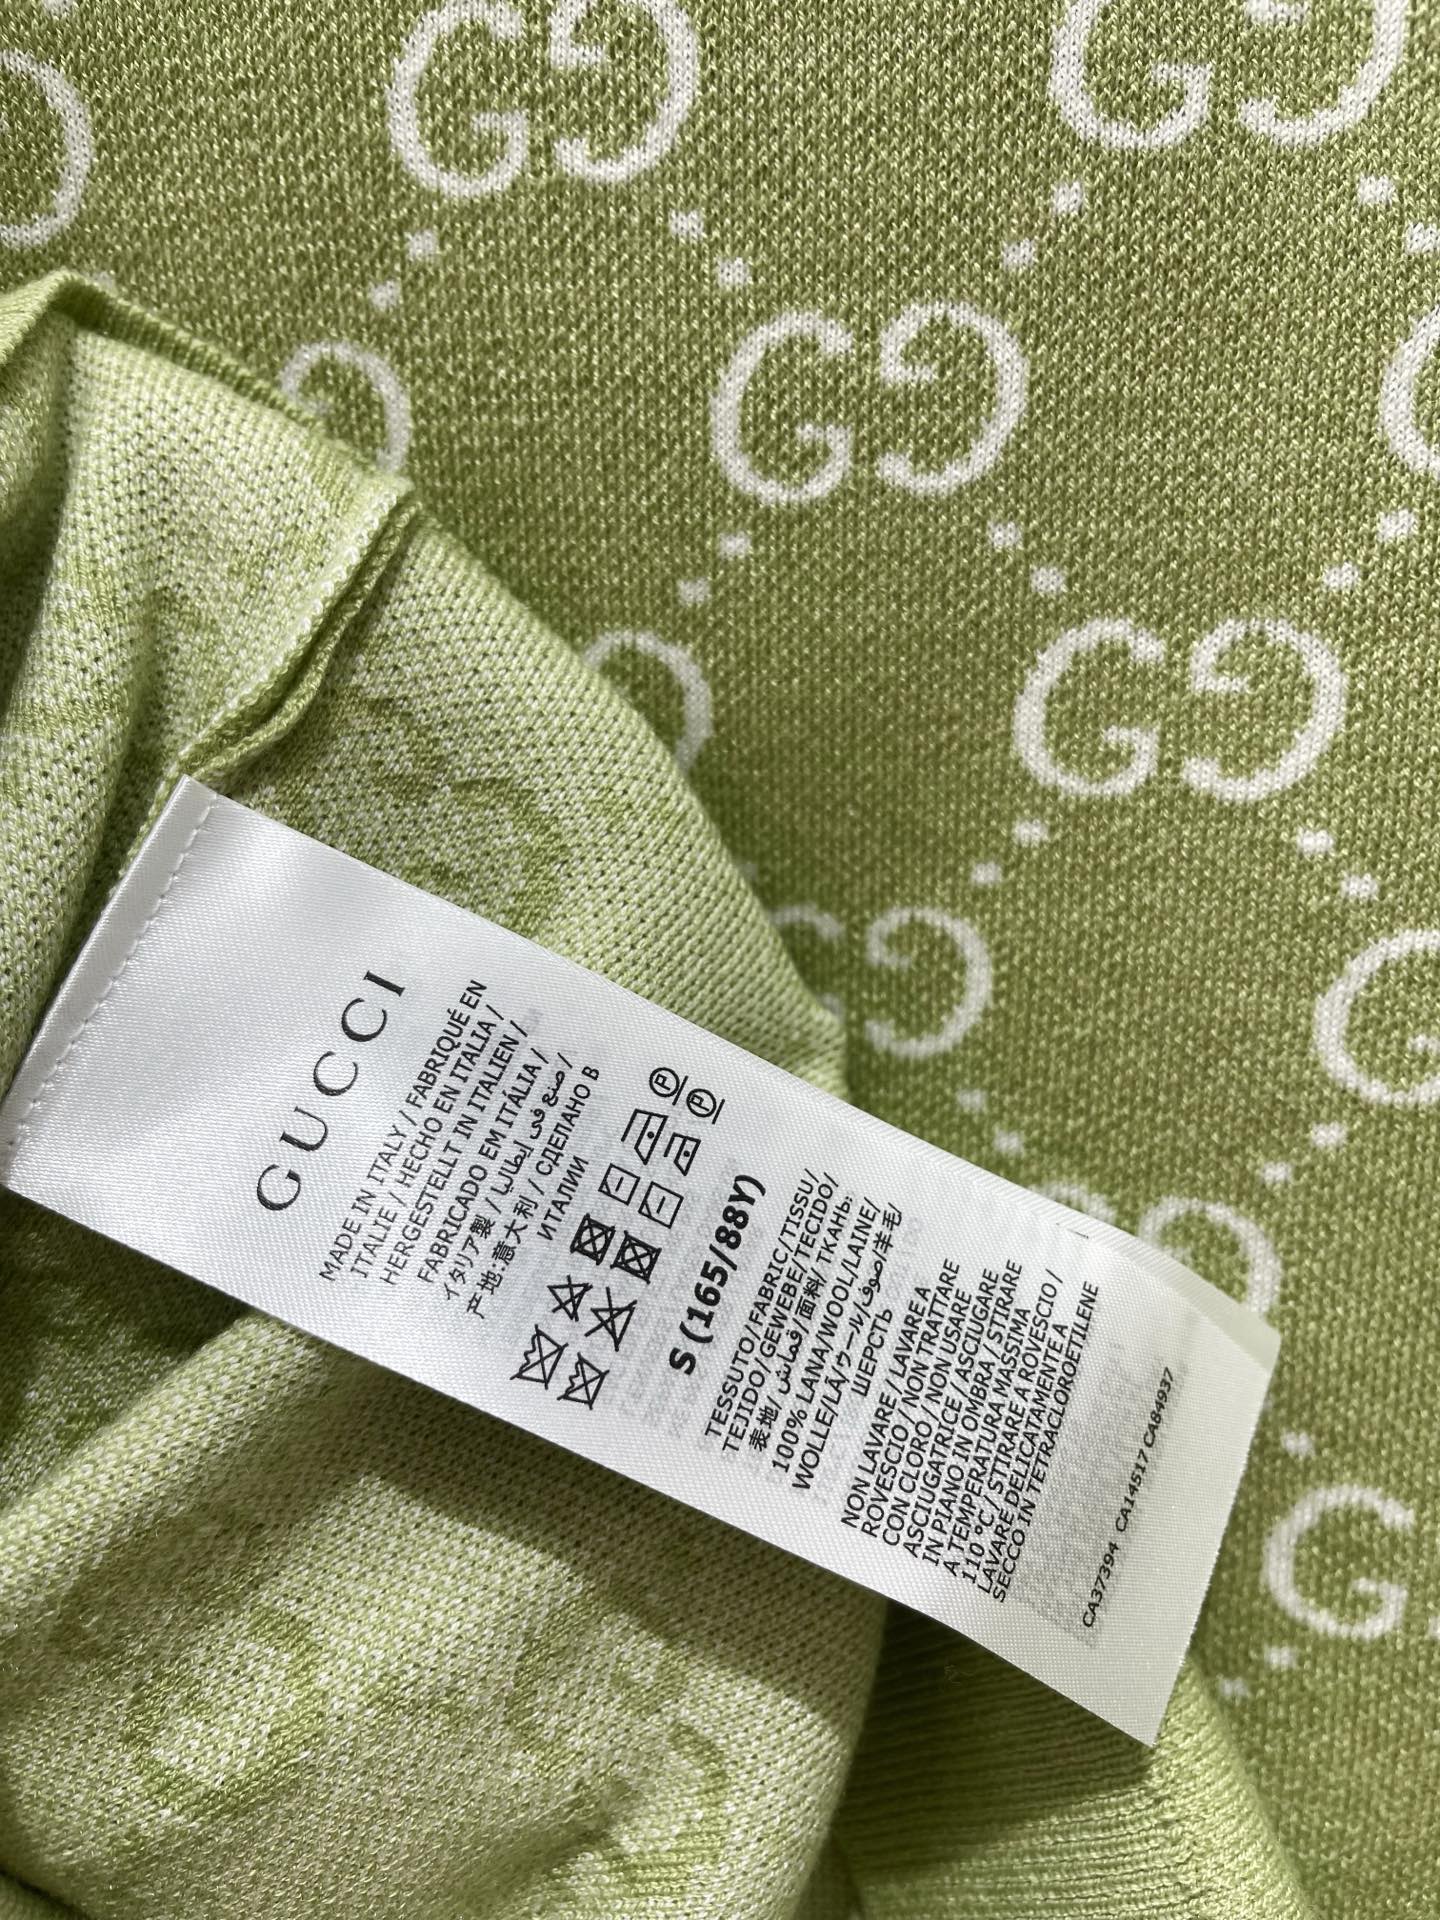 GUCCI
MADE IN ITALY / FABRIQUÉ EN
ITALIE / HECHO EN ITALIA /
HERGESTELLT IN ITALIEN /
FABRICADO EM ITÁLIA /
イタリア製 / صنع في إيطاليا /
产地:意大利 / СДЕЛАНО В
ИТАЛИИ
P
P
S (165/88Y)
TESSUTO/FABRIC/TISSU/
TEJIDO/GEWEBE/TECIDO/
表地/قماش/面料/ТКАНЬ:
100% LANA/WOOL/LAINE/
WOLLE/LÃ/ウール/صوف/羊毛/
ШЕРСТЬ
NON LAVARE / LAVARE A
ROVESCIO / NON TRATTARE
CON CLORO / NON USARE
ASCIUGATRICE / ASCIUGARE
IN PIANO IN OMBRA / STIRARE
A TEMPERATURA MASSIMA
110 °C / STIRARE A ROVESCIO /
LAVARE DELICATAMENTE A
SECCO IN TETRACLOROETILENE
CA37394 CA14517 CA84937